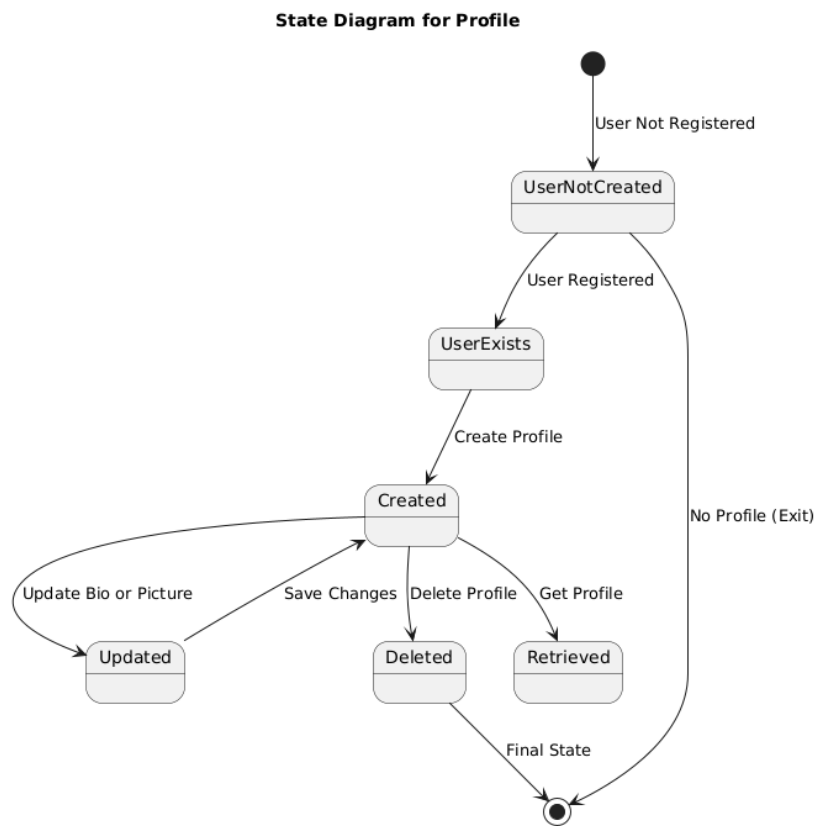 State Diagram for Profile
User Not Registered
UserNotCreated
User Registered
UserExists
Create Profile
Created
No Profile (Exit)
Update Bio or Picture
Save Changes
Delete Profile
Get Profile
Updated
Deleted
Retrieved
Final State